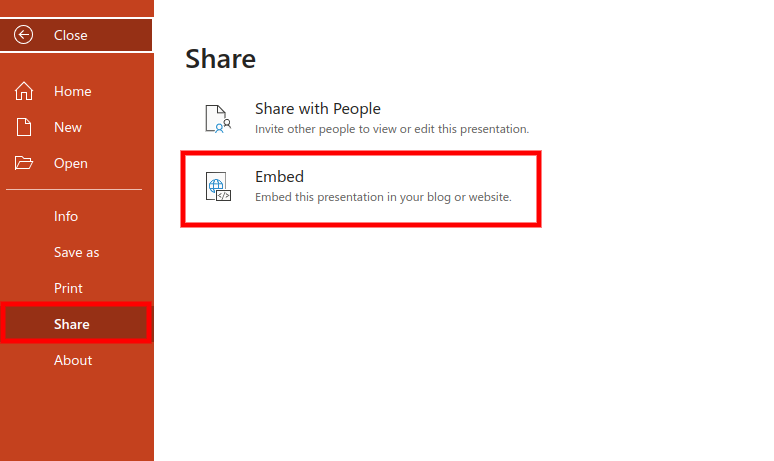 Close
Home
New
Open
Info
Save as
Print
Share
About
Share
Share with People
Invite other people to view or edit this presentation.
Embed
Embed this presentation in your blog or website.